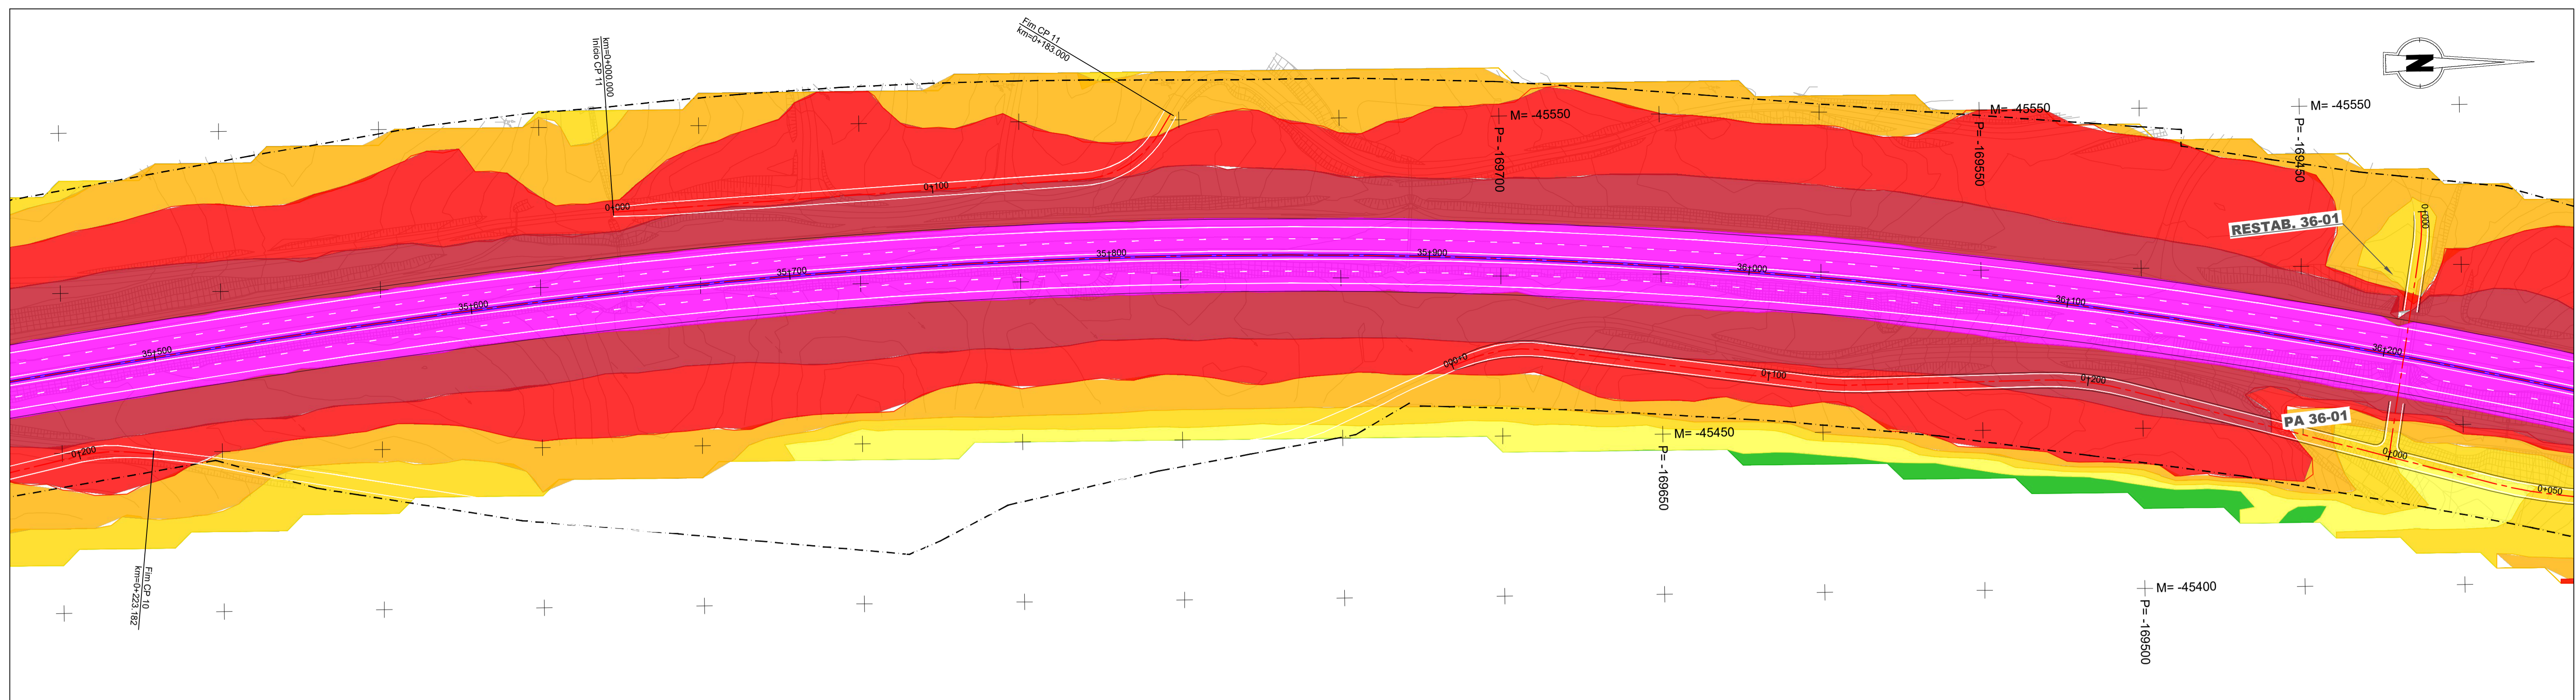 Fim CP 11
km=0+183.000
km=0+000.000
Início CP 11
N
M= -45550
P= -169700
M= -45550
P= -169550
M= -45550
P= -169450
0+000
0+100
RESTAB. 36-01
0+000
35+500
35+600
35+700
35+800
35+900
36+000
36+100
36+200
0+000
0+100
0+200
PA 36-01
0+000
0+050
M= -45450
P= -169650
0+200
Fim CP 10
km=0+223.182
M= -45400
P= -169500